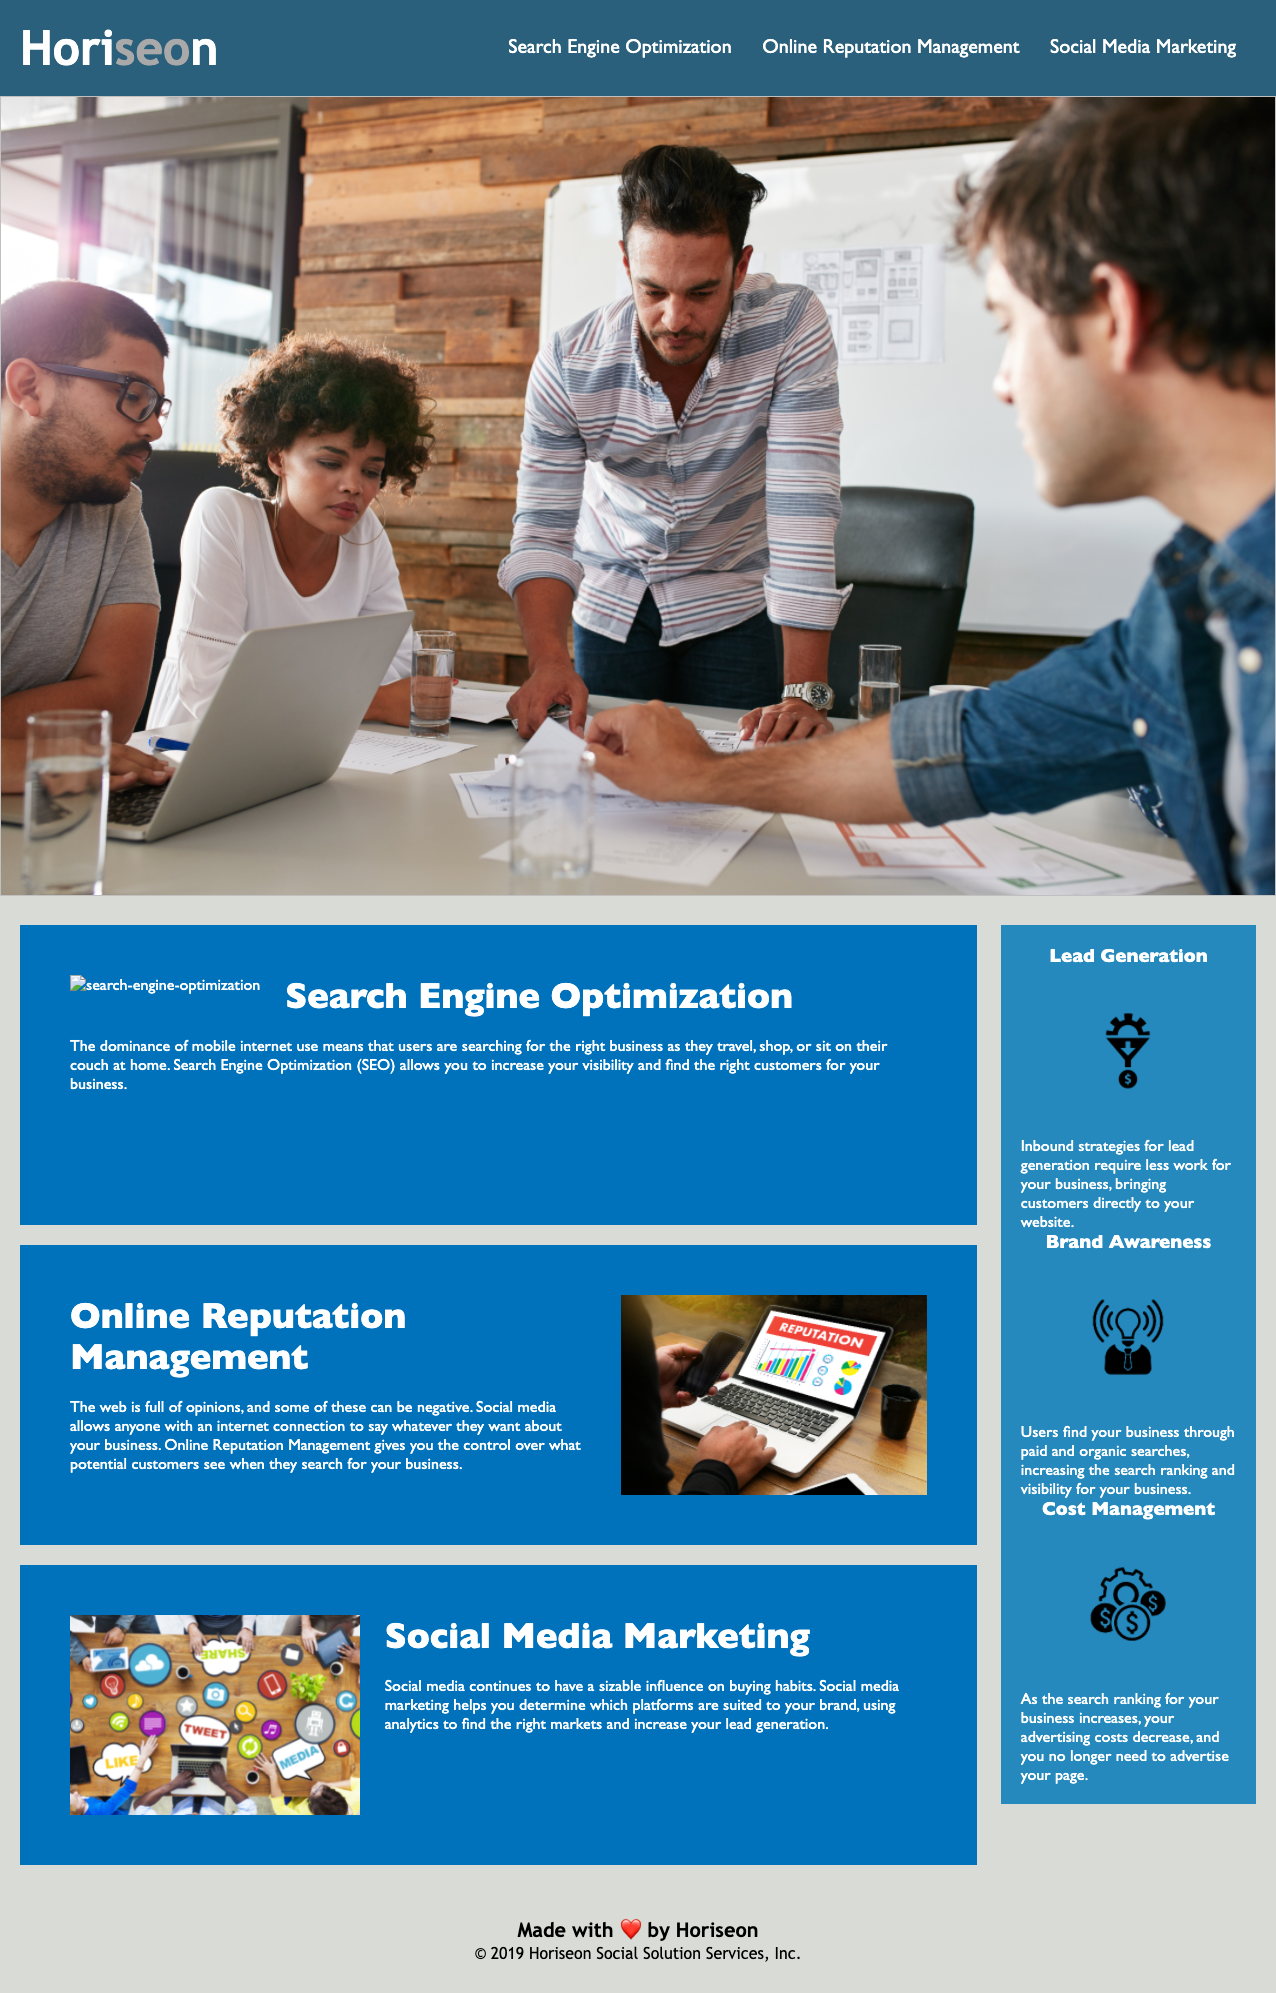 Horiseon
Search Engine Optimization
Online Reputation Management
Social Media Marketing
search-engine-optimization
Search Engine Optimization
The dominance of mobile internet use means that users are searching for the right business as they travel, shop, or sit on their
couch at home. Search Engine Optimization (SEO) allows you to increase your visibility and find the right customers for your
business.
Online Reputation
Management
The web is full of opinions, and some of these can be negative. Social media
allows anyone with an internet connection to say whatever they want about
your business. Online Reputation Management gives you the control over what
potential customers see when they search for your business.
REPUTATION
SHARE
TWEET
LIKE
MEDIA
Social Media Marketing
Social media continues to have a sizable influence on buying habits. Social media
marketing helps you determine which platforms are suited to your brand, using
analytics to find the right markets and increase your lead generation.
Lead Generation
$
Inbound strategies for lead
generation require less work for
your business, bringing
customers directly to your
website.
Brand Awareness
Users find your business through
paid and organic searches,
increasing the search ranking and
visibility for your business.
Cost Management
$ $ $
As the search ranking for your
business increases, your
advertising costs decrease, and
you no longer need to advertise
your page.
Made with ❤️ by Horiseon
© 2019 Horiseon Social Solution Services, Inc.